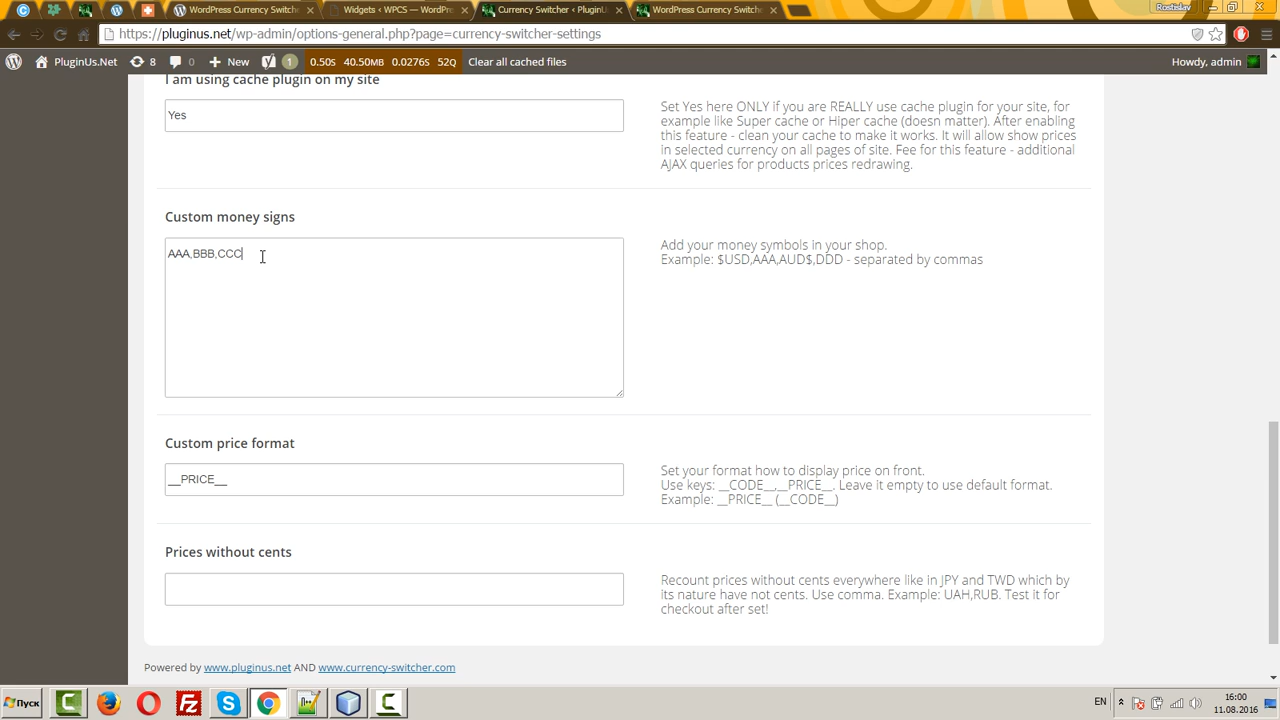 WordPress Currency Switc
Widgets ‹ WPCS — WordPre
Currency Switcher ‹ PluginU
WordPress Currency Switc
Rostislav
https://pluginus.net/wp-admin/options-general.php?page=currency-switcher-settings
PluginUs.Net
8
0
New
1
0.50S
40.50MB
0.0276S
52Q
Clear all cached files
Howdy, admin
I am using cache plugin on my site
Yes
Set Yes here ONLY if you are REALLY use cache plugin for your site, for
example like Super cache or Hiper cache (doesn matter). After enabling
this feature - clean your cache to make it works. It will allow show prices
in selected currency on all pages of site. Fee for this feature - additional
AJAX queries for products prices redrawing.
Custom money signs
AAA,BBB,CCC
Add your money symbols in your shop.
Example: $USD,AAA,AUD$,DDD - separated by commas
Custom price format
__PRICE__
Set your format how to display price on front.
Use keys: __CODE__,__PRICE__. Leave it empty to use default format.
Example: __PRICE__ (__CODE__)
Prices without cents
Recount prices without cents everywhere like in JPY and TWD which by
its nature have not cents. Use comma. Example: UAH,RUB. Test it for
checkout after set!
Powered by www.pluginus.net AND www.currency-switcher.com
Пуск
EN
16:00
11.08.2016